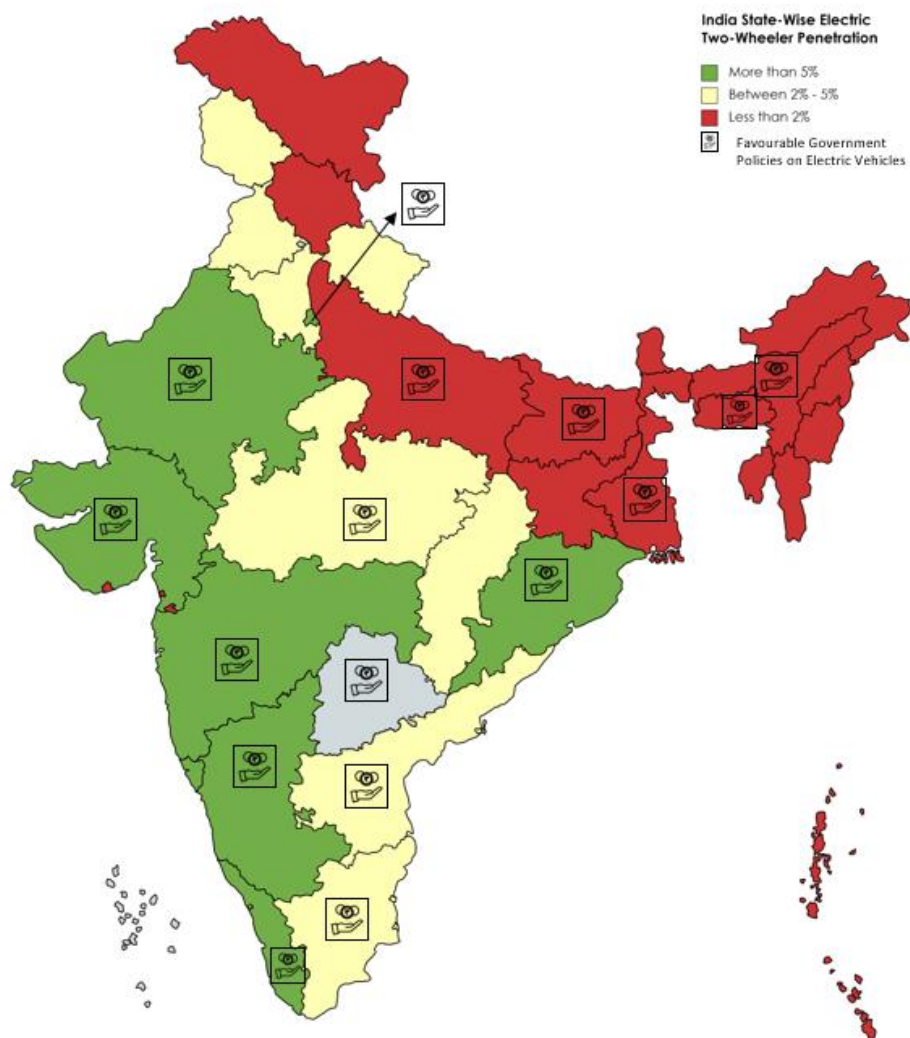 India State-Wise Electric
Two-Wheeler Penetration
More than 5%
Between 2% - 5%
Less than 2%
Favourable Government
Policies on Electric Vehicles